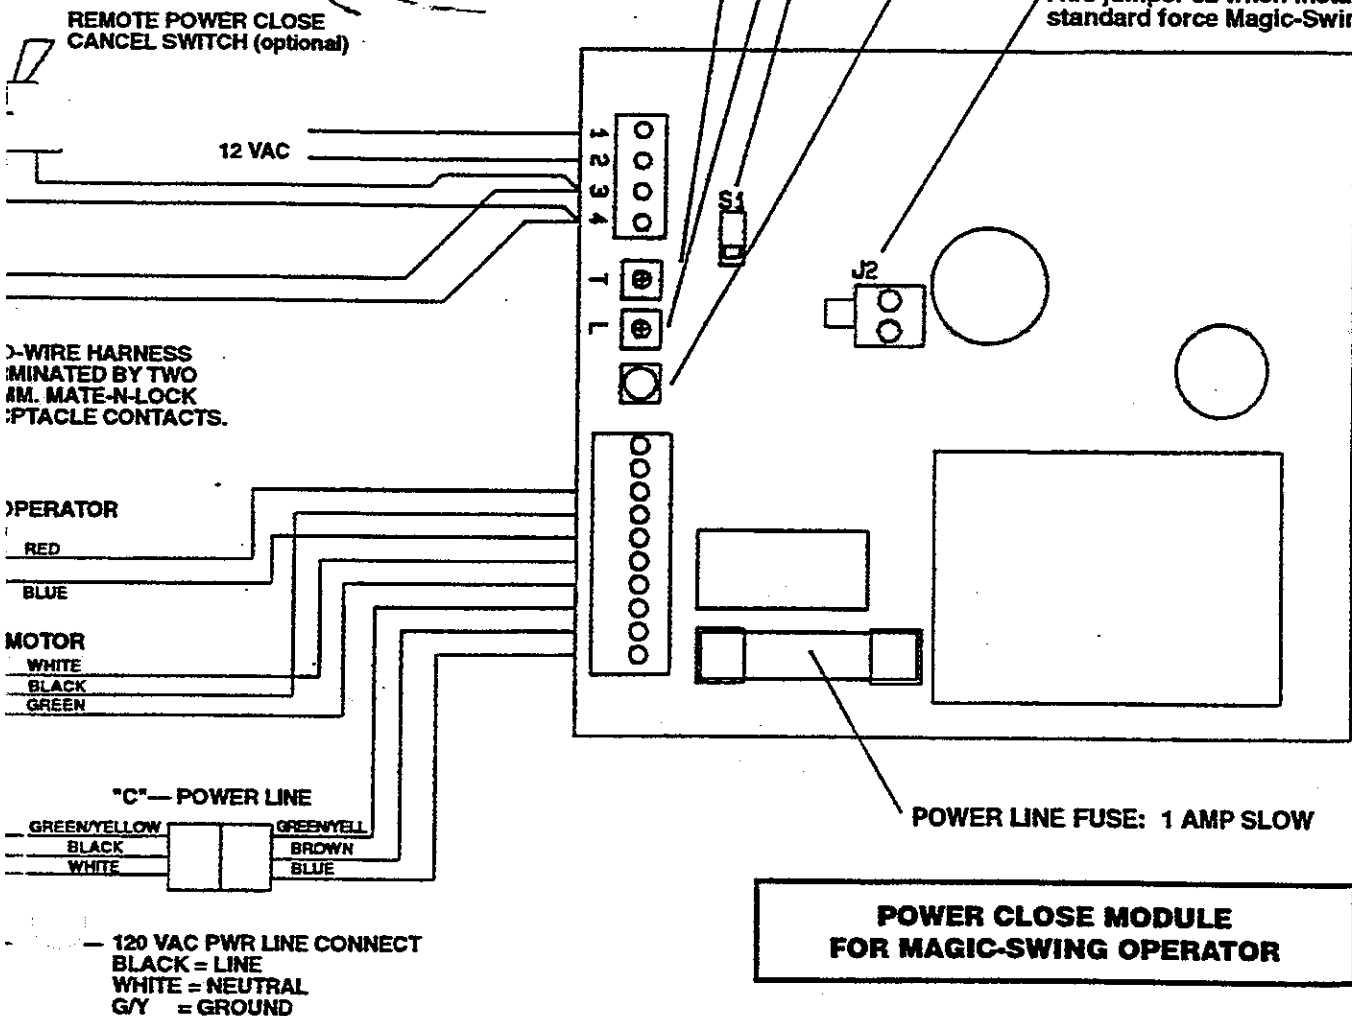 REMOTE POWER CLOSE
CANCEL SWITCH (optional)
standard force Magic-Swin
12 VAC
1
2
3
4
S1
T
J2
L
-WIRE HARNESS
MINATED BY TWO
MM. MATE-N-LOCK
PTACLE CONTACTS.
OPERATOR
RED
BLUE
MOTOR
WHITE
BLACK
GREEN
"C"— POWER LINE
GREEN/YELLOW
GREEN/YELL
BLACK
BROWN
WHITE
BLUE
POWER LINE FUSE: 1 AMP SLOW
POWER CLOSE MODULE
FOR MAGIC-SWING OPERATOR
— 120 VAC PWR LINE CONNECT
BLACK = LINE
WHITE = NEUTRAL
G/Y = GROUND